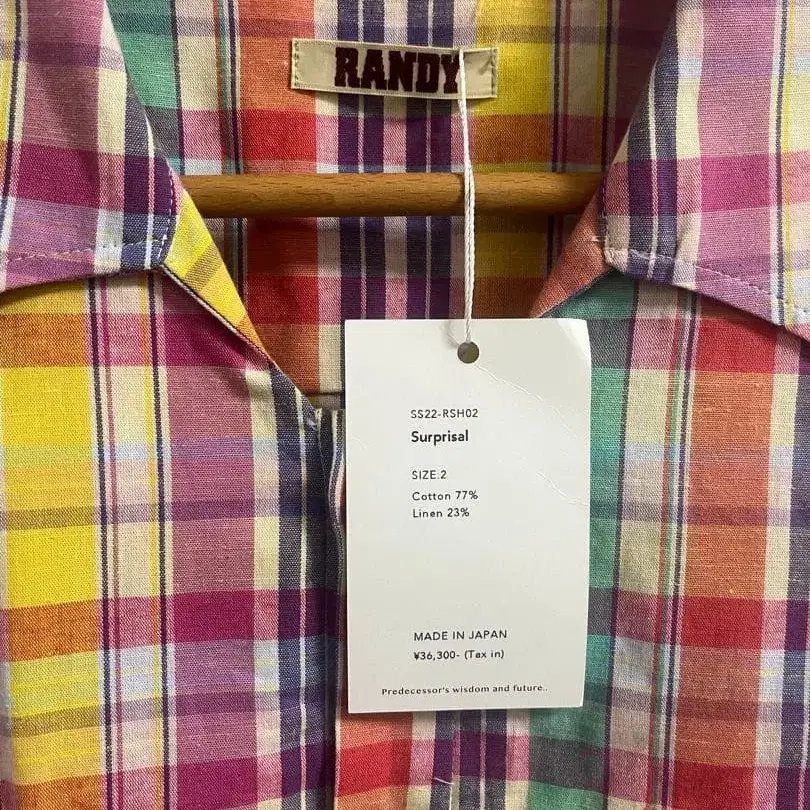 RANDY
SS22-RSH02
Surprisal
SIZE:2
Cotton 77%
Linen 23%
MADE IN JAPAN
¥36,300- (Tax in)
Predecessor's wisdom and future..